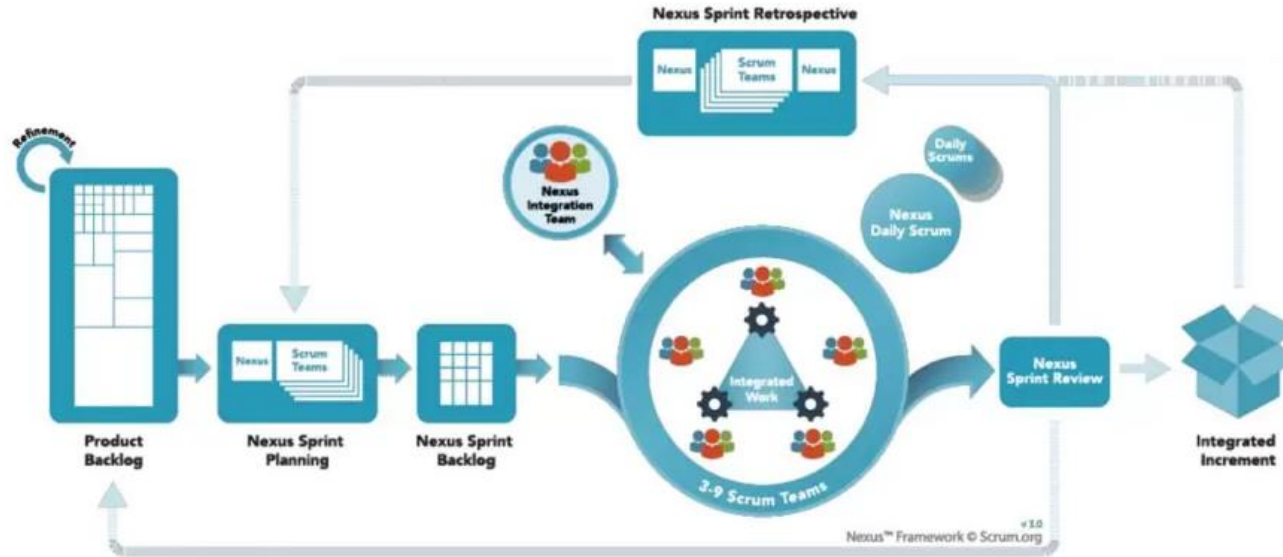 Nexus Sprint Retrospective
Nexus
Scrum
Teams
Nexus
Refinement
Nexus
Integration
Team
Daily
Scrums
Nexus
Daily Scrum
Nexus
Scrum
Teams
Integrated
Work
Nexus
Sprint Review
Product
Backlog
Nexus Sprint
Planning
Nexus Sprint
Backlog
3-9 Scrum Teams
Integrated
Increment
v 3.0
Nexus™ Framework © Scrum.org